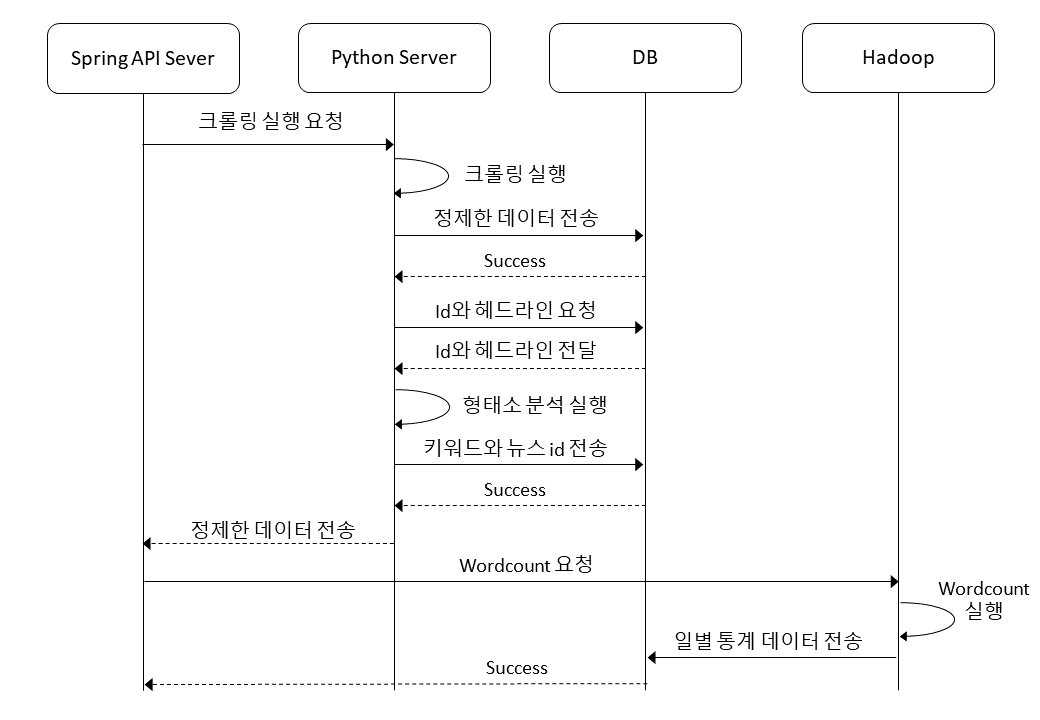 Spring API Sever
Python Server
DB
Hadoop
크롤링 실행 요청
크롤링 실행
정제한 데이터 전송
Success
Id와 헤드라인 요청
Id와 헤드라인 전달
형태소 분석 실행
키워드와 뉴스 id 전송
Success
정제한 데이터 전송
Wordcount 요청
Wordcount
실행
일별 통계 데이터 전송
Success